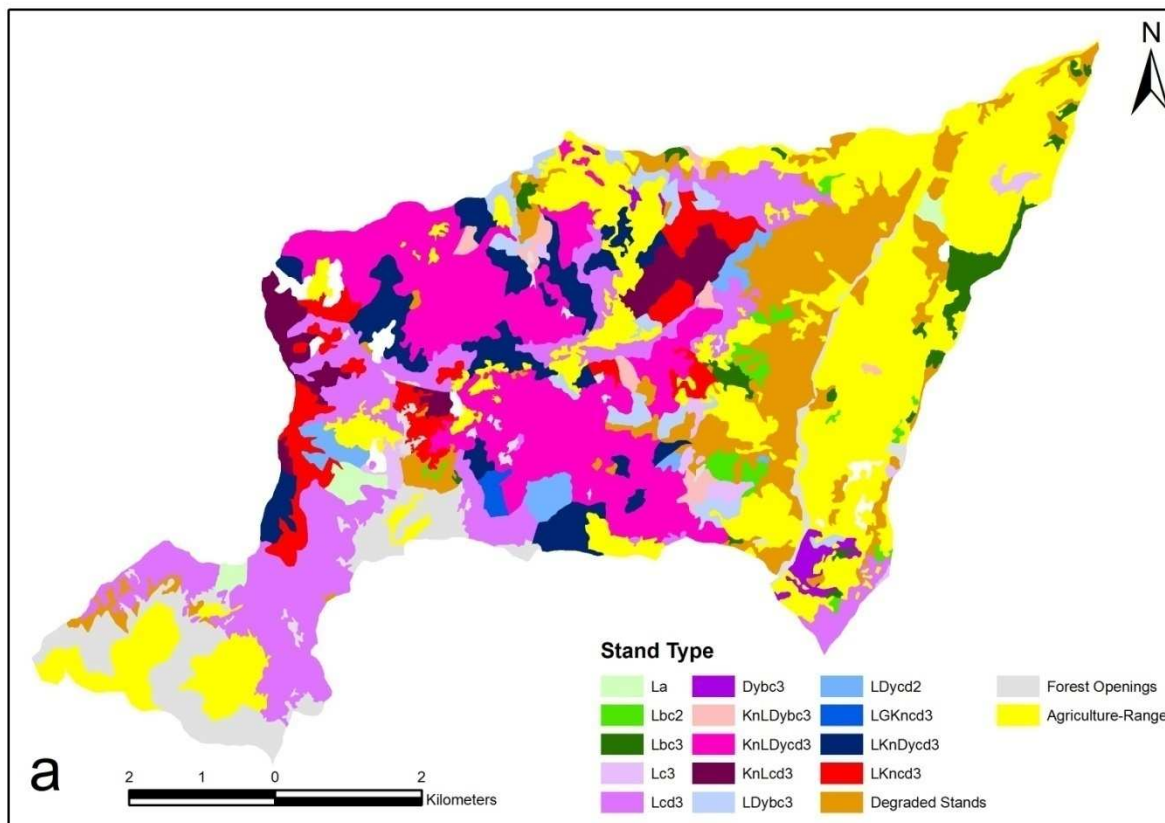 N
Stand Type
La
Lbc2
Lbc3
Lc3
Lcd3
Dybc3
KnLDybc3
KnLDycd3
KnLcd3
LDybc3
LDycd2
LGKncd3
LKnDycd3
LKncd3
Degraded Stands
Forest Openings
Agriculture-Range
a
2 1 0 2
Kilometers